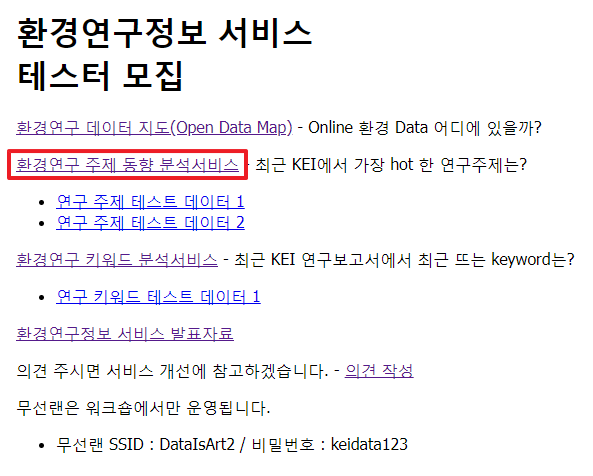 환경연구정보 서비스
테스터 모집
환경연구 데이터 지도(Open Data Map) - Online 환경 Data 어디에 있을까?
환경연구 주제 동향 분석서비스 - 최근 KEI에서 가장 hot 한 연구주제는?
• 연구 주제 테스트 데이터 1
• 연구 주제 테스트 데이터 2
환경연구 키워드 분석서비스 - 최근 KEI 연구보고서에서 최근 뜨는 keyword는?
• 연구 키워드 테스트 데이터 1
환경연구정보 서비스 발표자료
의견 주시면 서비스 개선에 참고하겠습니다. - 의견 작성
무선랜은 워크숍에서만 운영됩니다.
• 무선랜 SSID : DataIsArt2 / 비밀번호 : keidata123